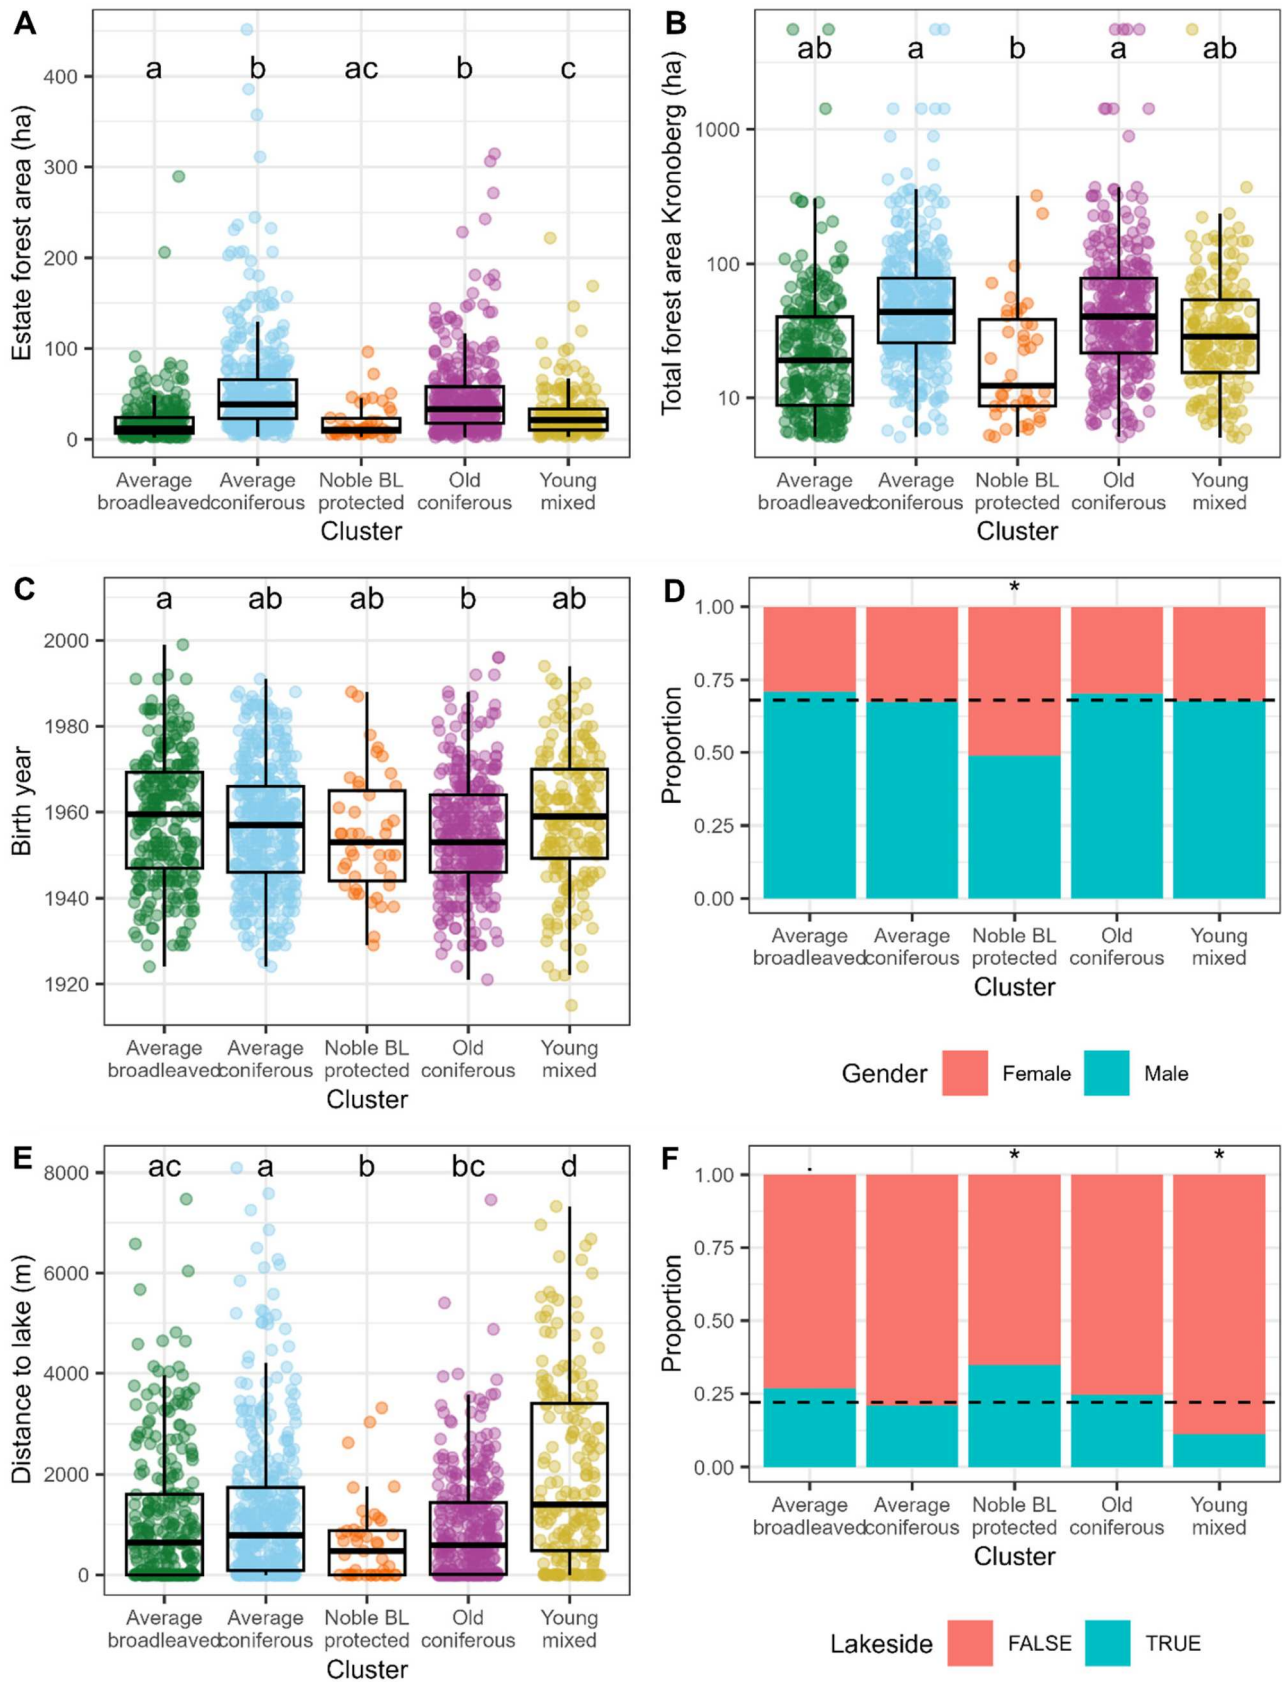 A
Estate forest area (ha)
400
300
200
100
0
a b ac b c
Average Average Noble BL Old Young
broadleaved coniferous protected coniferous mixed
Cluster
B
Total forest area Kronoberg (ha)
1000
100
10
ab a b a ab
Average Average Noble BL Old Young
broadleaved coniferous protected coniferous mixed
Cluster
C
Birth year
2000
1980
1960
1940
1920
a ab ab b ab
Average Average Noble BL Old Young
broadleaved coniferous protected coniferous mixed
Cluster
D
Proportion
*
1.00
0.75
0.50
0.25
0.00
Average Average Noble BL Old Young
broadleaved coniferous protected coniferous mixed
Cluster
Gender Female Male
E
Distance to lake (m)
8000
6000
4000
2000
0
ac a b bc d
Average Average Noble BL Old Young
broadleaved coniferous protected coniferous mixed
Cluster
F
Proportion
. * *
1.00
0.75
0.50
0.25
0.00
Average Average Noble BL Old Young
broadleaved coniferous protected coniferous mixed
Cluster
Lakeside FALSE TRUE